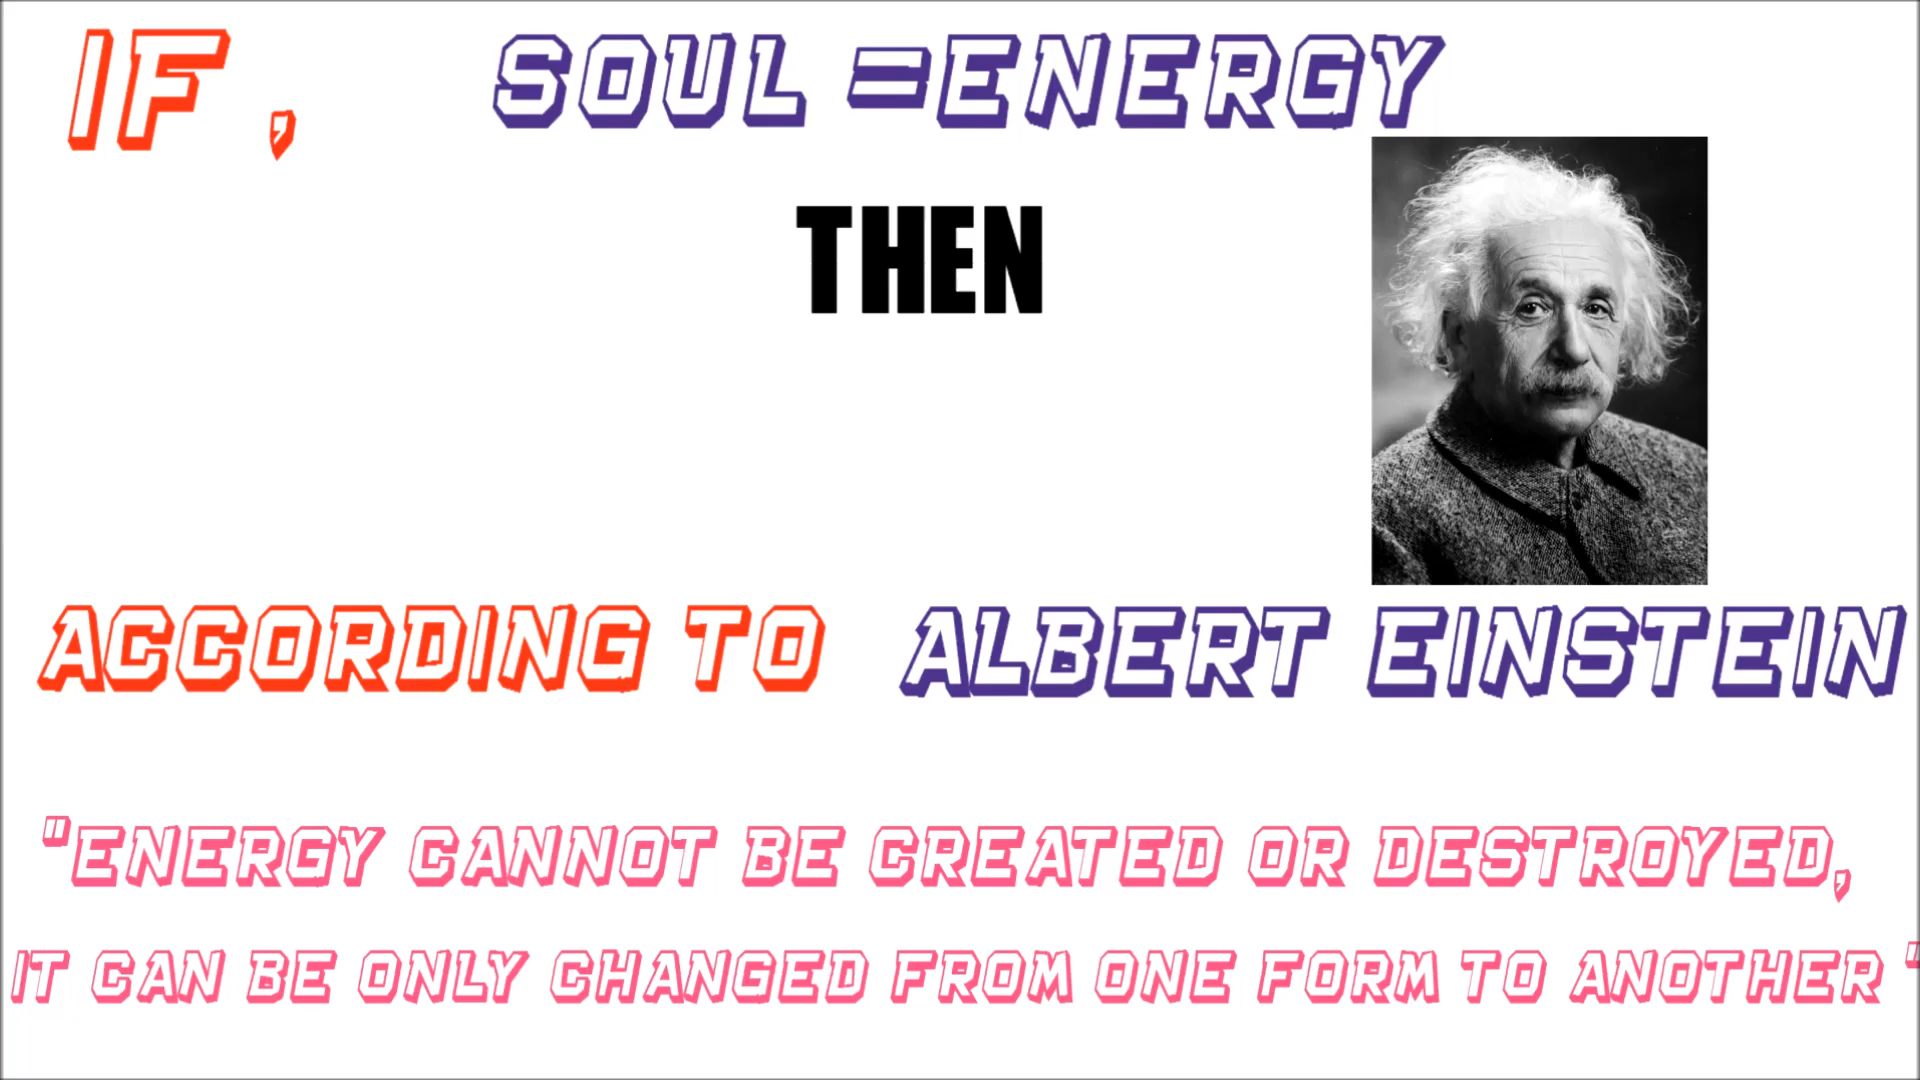 IF , SOUL =ENERGY
THEN
ACCORDING TO ALBERT EINSTEIN
"ENERGY CANNOT BE CREATED OR DESTROYED,
IT CAN BE ONLY CHANGED FROM ONE FORM TO ANOTHER "